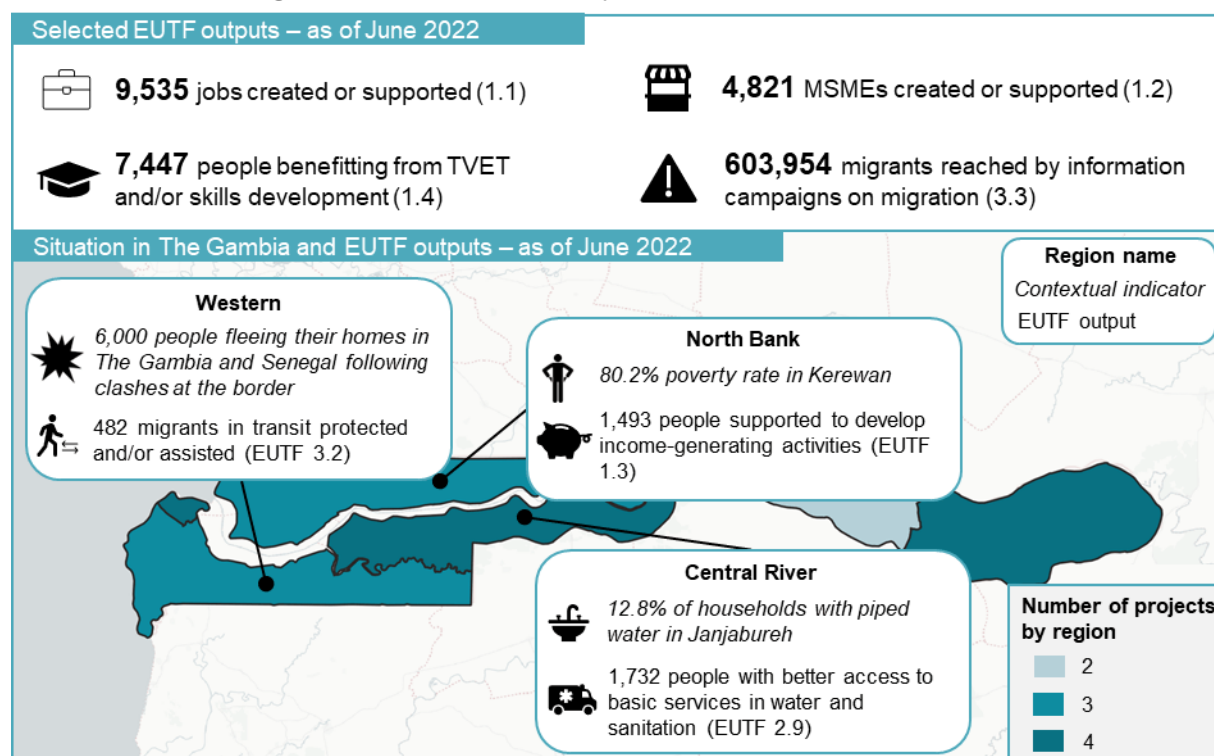 Selected EUTF outputs – as of June 2022
9,535 jobs created or supported (1.1)
4,821 MSMEs created or supported (1.2)
7,447 people benefitting from TVET
and/or skills development (1.4)
603,954 migrants reached by information
campaigns on migration (3.3)
Situation in The Gambia and EUTF outputs – as of June 2022
Region name
Contextual indicator
EUTF output
Western
6,000 people fleeing their homes in
The Gambia and Senegal following
clashes at the border
482 migrants in transit protected
and/or assisted (EUTF 3.2)
North Bank
80.2% poverty rate in Kerewan
1,493 people supported to develop
income-generating activities (EUTF
1.3)
Central River
12.8% of households with piped
water in Janjabureh
1,732 people with better access to
basic services in water and
sanitation (EUTF 2.9)
Number of projects
by region
2
3
4